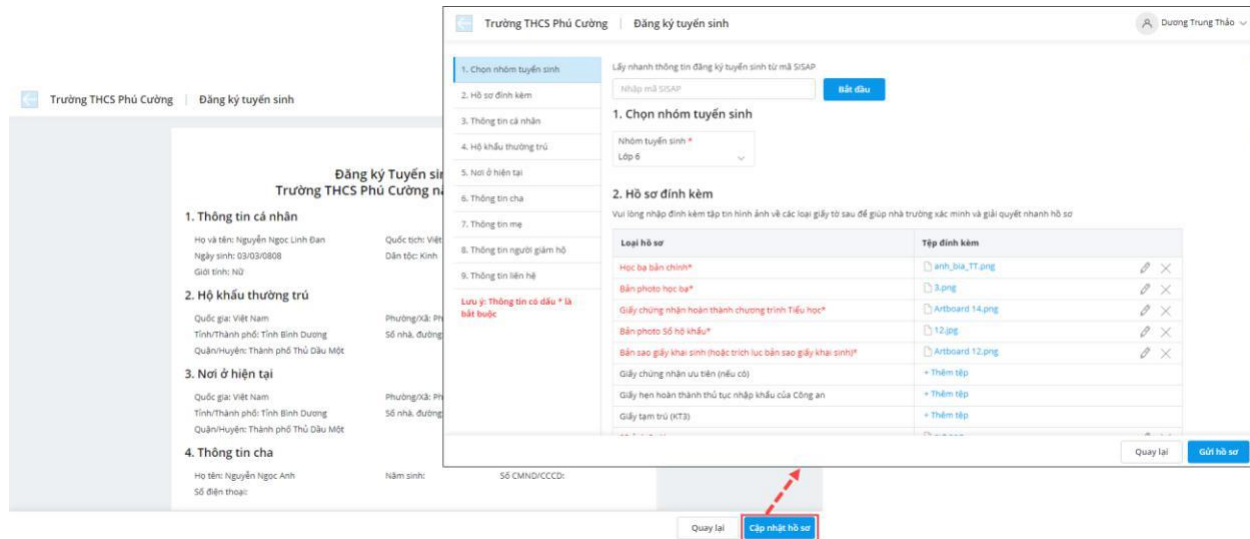 Trường THCS Phú Cường | Đăng ký tuyển sinh
Đăng ký Tuyển
Trường THCS Phú Cường
1. Thông tin cá nhân
Họ và tên: Nguyễn Ngọc Linh Đan
Quốc tịch: Việt
Ngày sinh: 03/03/0808
Dân tộc: Kinh
Giới tính: Nữ
2. Hộ khẩu thường trú
Quốc gia: Việt Nam
Phường/Xã:
Tỉnh/Thành phố: Tỉnh Bình Dương
Số nhà, đường
Quận/Huyện: Thành phố Thủ Dầu Một
3. Nơi ở hiện tại
Quốc gia: Việt Nam
Phường/Xã:
Tỉnh/Thành phố: Tỉnh Bình Dương
Số nhà, đường
Quận/Huyện: Thành phố Thủ Dầu Một
4. Thông tin cha
Họ tên: Nguyễn Ngọc Anh
Năm sinh:
Số CMND/CCCD:
Số điện thoại:
Quay lại
Cập nhật hồ sơ
Trường THCS Phú Cường | Đăng ký tuyển sinh
Dương Trung Thảo
1. Chọn nhóm tuyển sinh
2. Hồ sơ đính kèm
3. Thông tin cá nhân
4. Hộ khẩu thường trú
5. Nơi ở hiện tại
6. Thông tin cha
7. Thông tin mẹ
8. Thông tin người giám hộ
9. Thông tin liên hệ
Lưu ý: Thông tin có dấu * là
bắt buộc
Lấy nhanh thông tin đăng ký tuyển sinh từ mã SISAP
Nhập mã SISAP
Bắt đầu
1. Chọn nhóm tuyển sinh
Nhóm tuyển sinh *
Lớp 6
2. Hồ sơ đính kèm
Vui lòng nhập đính kèm tập tin hình ảnh về các loại giấy tờ sau để giúp nhà trường xác minh và giải quyết nhanh hồ sơ
Loại hồ sơ
Tệp đính kèm
Học bạ bản chính*
anh_bia_TT.png
Bản photo học bạ*
3.png
Giấy chứng nhận hoàn thành chương trình Tiểu học*
Artboard 14.png
Bản photo Sổ hộ khẩu*
12.jpg
Bản sao giấy khai sinh (hoặc trích lục bản sao giấy khai sinh)*
Artboard 12.png
Giấy chứng nhận ưu tiên (nếu có)
+ Thêm tệp
Giấy hẹn hoàn thành thủ tục nhập khẩu của Công an
+ Thêm tệp
Giấy tạm trú (KT3)
+ Thêm tệp
Quay lại
Gửi hồ sơ